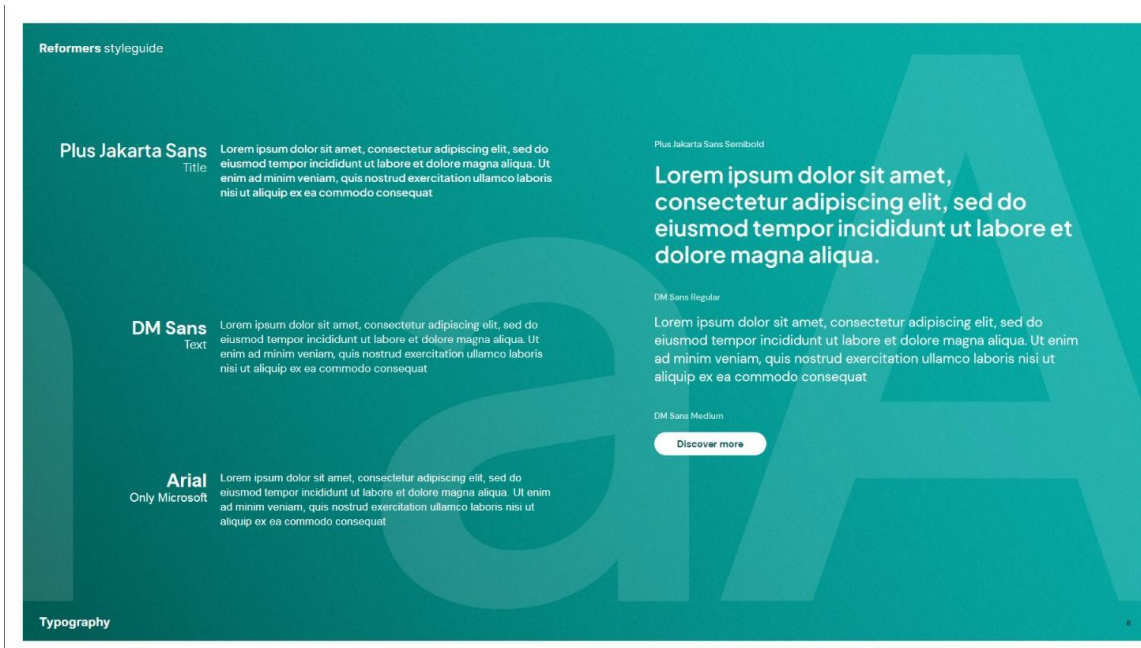 Reformers styleguide
Plus Jakarta Sans
Title
Lorem ipsum dolor sit amet, consectetur adipiscing elit, sed do
eiusmod tempor incididunt ut labore et dolore magna aliqua. Ut
enim ad minim veniam, quis nostrud exercitation ullamco laboris
nisi ut aliquip ex ea commodo consequat
DM Sans
Text
Lorem ipsum dolor sit amet, consectetur adipiscing elit, sed do
eiusmod tempor incididunt ut labore et dolore magna aliqua. Ut
enim ad minim veniam, quis nostrud exercitation ullamco laboris
nisi ut aliquip ex ea commodo consequat
Arial
Only Microsoft
Lorem ipsum dolor sit amet, consectetur adipiscing elit, sed do
eiusmod tempor incididunt ut labore et dolore magna aliqua. Ut enim
ad minim veniam, quis nostrud exercitation ullamco laboris nisi ut
aliquip ex ea commodo consequat
Plus Jakarta Sans Semibold
Lorem ipsum dolor sit amet,
consectetur adipiscing elit, sed do
eiusmod tempor incididunt ut labore et
dolore magna aliqua.
DM Sans Regular
Lorem ipsum dolor sit amet, consectetur adipiscing elit, sed do
eiusmod tempor incididunt ut labore et dolore magna aliqua. Ut enim
ad minim veniam, quis nostrud exercitation ullamco laboris nisi ut
aliquip ex ea commodo consequat
DM Sans Medium
Discover more
aA
Typography